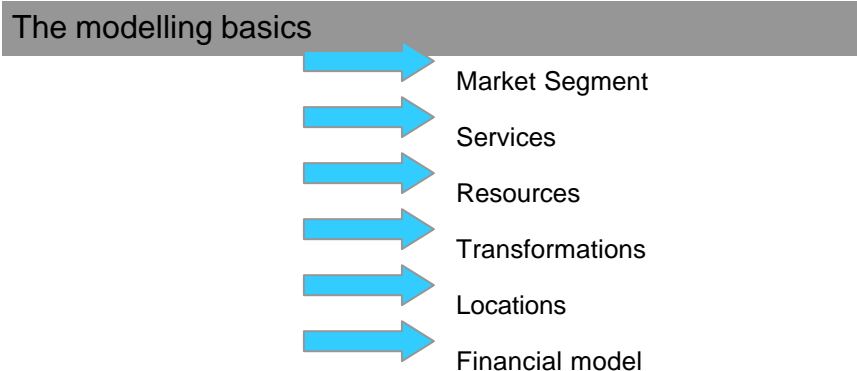 The modelling basics
Market Segment
Services
Resources
Transformations
Locations
Financial model